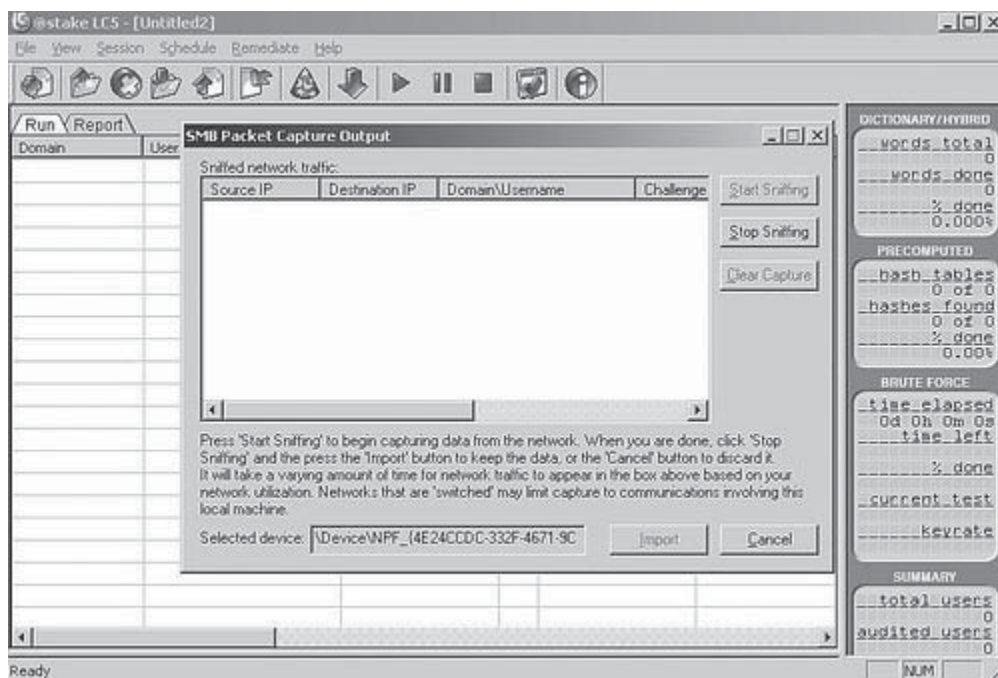 @stake LC5 - [Untitled2]
File View Session Schedule Remediate Help
Run Report
Domain User
SMB Packet Capture Output
Sniffed network traffic:
Source IP Destination IP Domain\Username Challenge
Start Sniffing
Stop Sniffing
Clear Capture
Press 'Start Sniffing' to begin capturing data from the network. When you are done, click 'Stop
Sniffing' and the press the 'Import' button to keep the data, or the 'Cancel' button to discard it.
It will take a varying amount of time for network traffic to appear in the box above based on your
network utilization. Networks that are 'switched' may limit capture to communications involving this
local machine.
Selected device: \Device\NPF_{4E24CCDC-332F-4671-9C
Import
Cancel
DICTIONARY/HYBRID
words total
0
words done
0
% done
0.000%
PRECOMPUTED
hash tables
0 of 0
hashes found
0 of 0
% done
0.00%
BRUTE FORCE
time elapsed
0d 0h 0m 0s
time left
% done
current test
keyrate
SUMMARY
total users
0
audited users
0
Ready
NUM